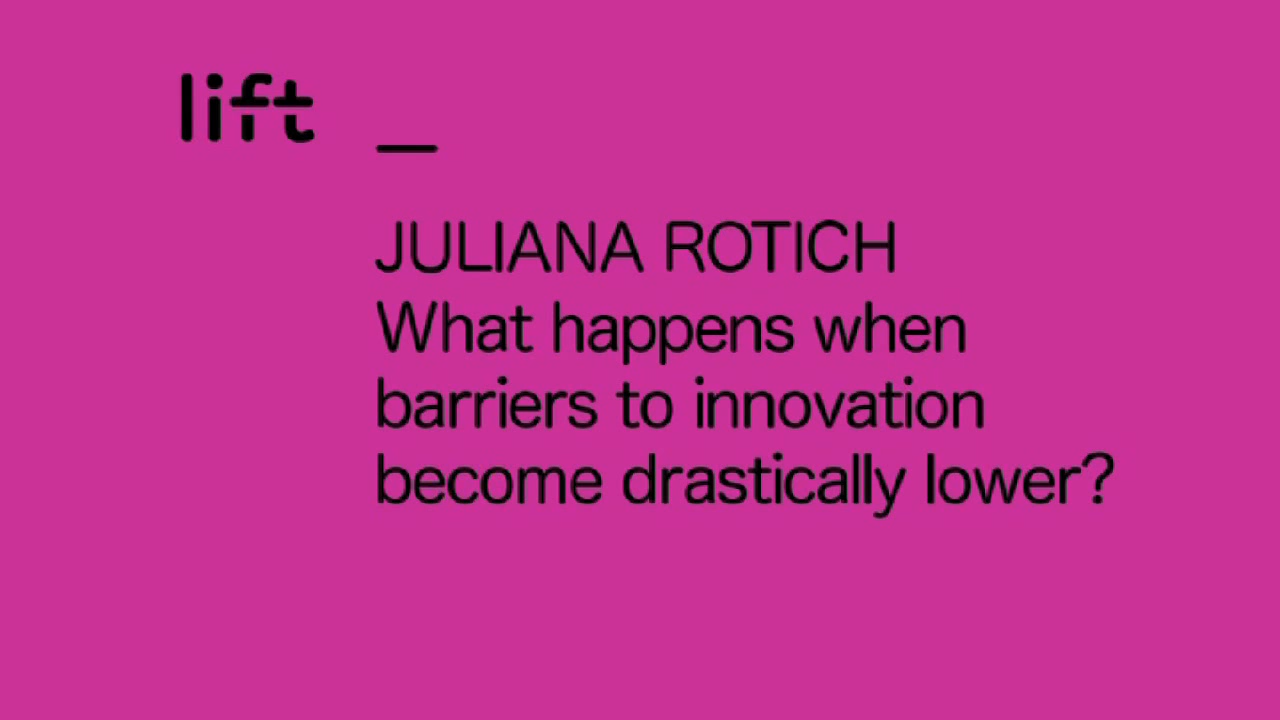 lift _
JULIANA ROTICH
What happens when
barriers to innovation
become drastically lower?